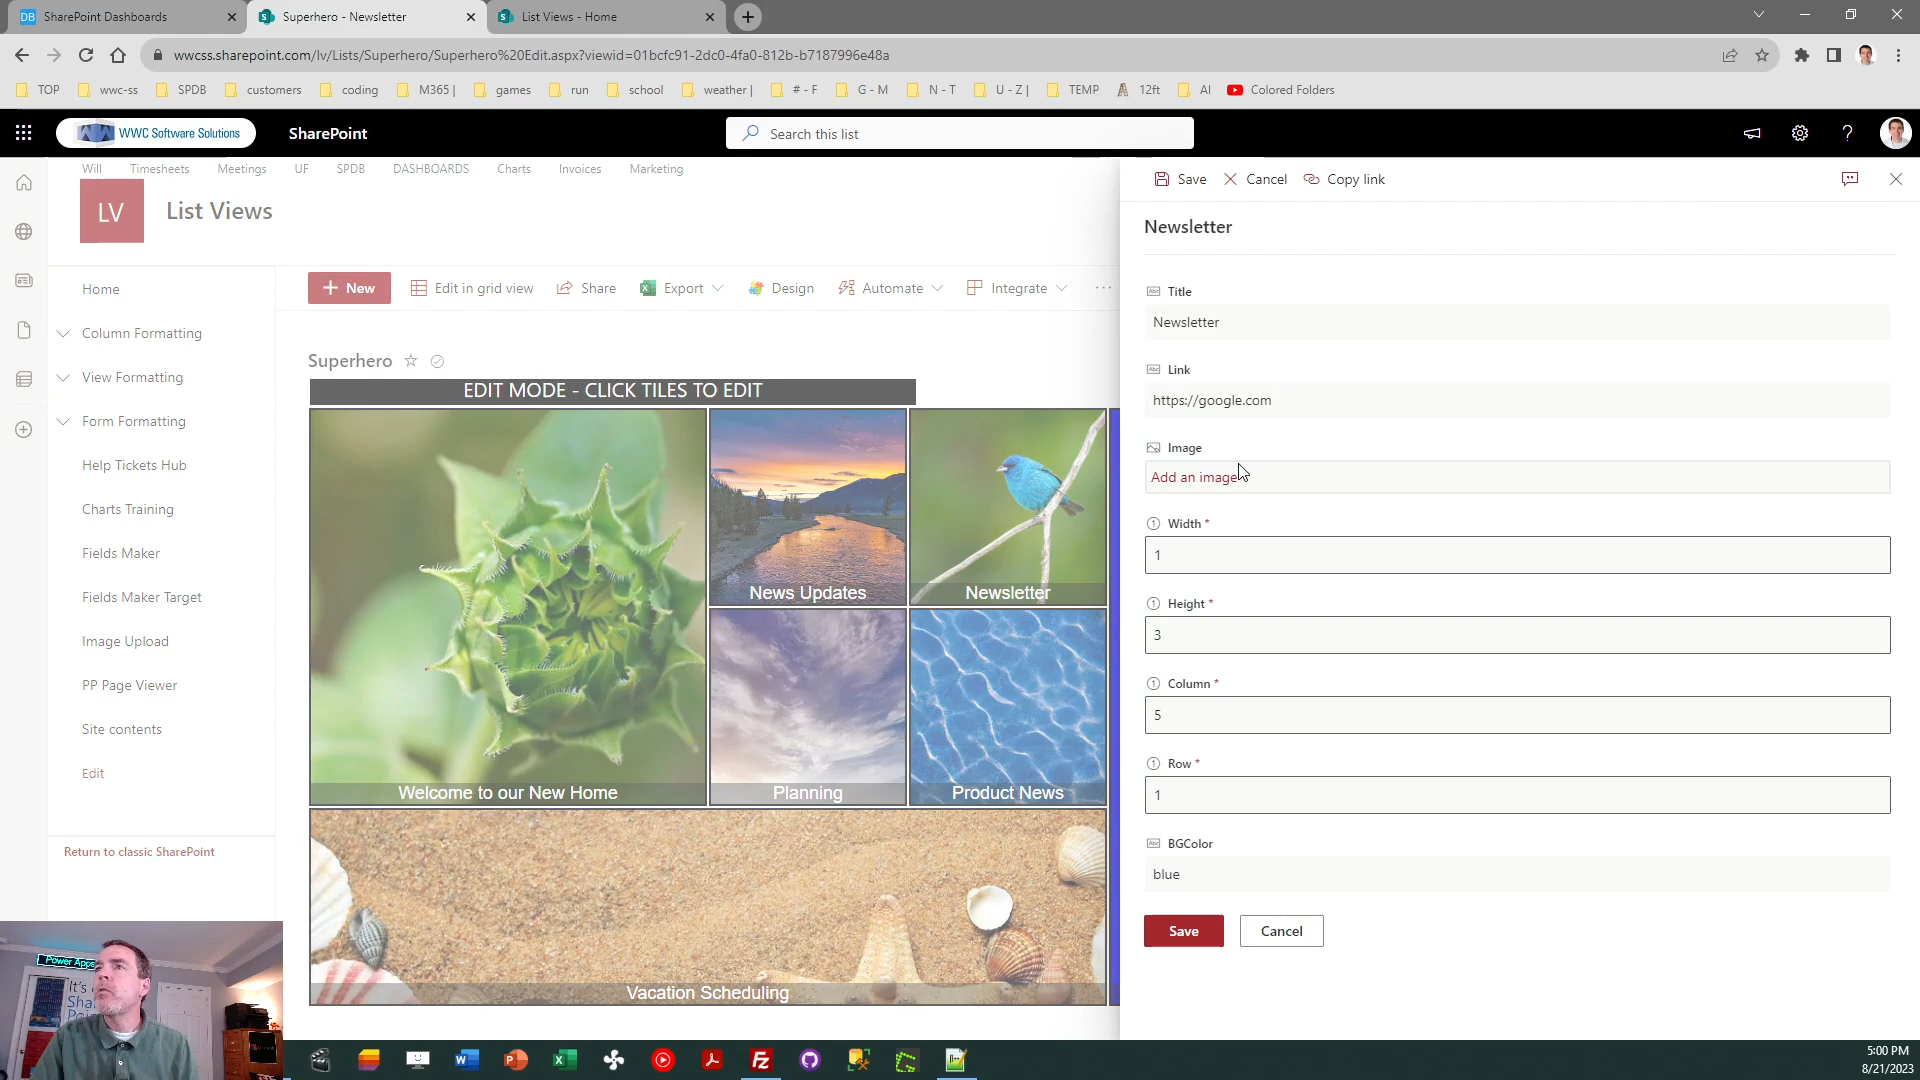 SharePoint Dashboards
Superhero - Newsletter
List Views - Home
wwcss.sharepoint.com/lv/Lists/Superhero/Superhero%20Edit.aspx?viewid=01bcfc91-2dc0-4fa0-812b-b7187996e48a
TOP wwc-ss SPDB customers coding M365 | games run school weather | # - F G - M N - T U - Z | TEMP 12ft AI Colored Folders
WWC Software Solutions SharePoint Search this list
Will Timesheets Meetings UF SPDB DASHBOARDS Charts Invoices Marketing
LV List Views
Home
Column Formatting
View Formatting
Form Formatting
Help Tickets Hub
Charts Training
Fields Maker
Fields Maker Target
Image Upload
PP Page Viewer
Site contents
Edit
Return to classic SharePoint
New Edit in grid view Share Export Design Automate Integrate ...
Superhero
EDIT MODE - CLICK TILES TO EDIT
Welcome to our New Home
News Updates
Newsletter
Planning
Product News
Vacation Scheduling
Save Cancel Copy link
Newsletter
Title
Newsletter
Link
https://google.com
Image
Add an image
Width *
1
Height *
3
Column *
5
Row *
1
BGColor
blue
Save Cancel
Power Apps
It's
Sha
5:00 PM
8/21/2023